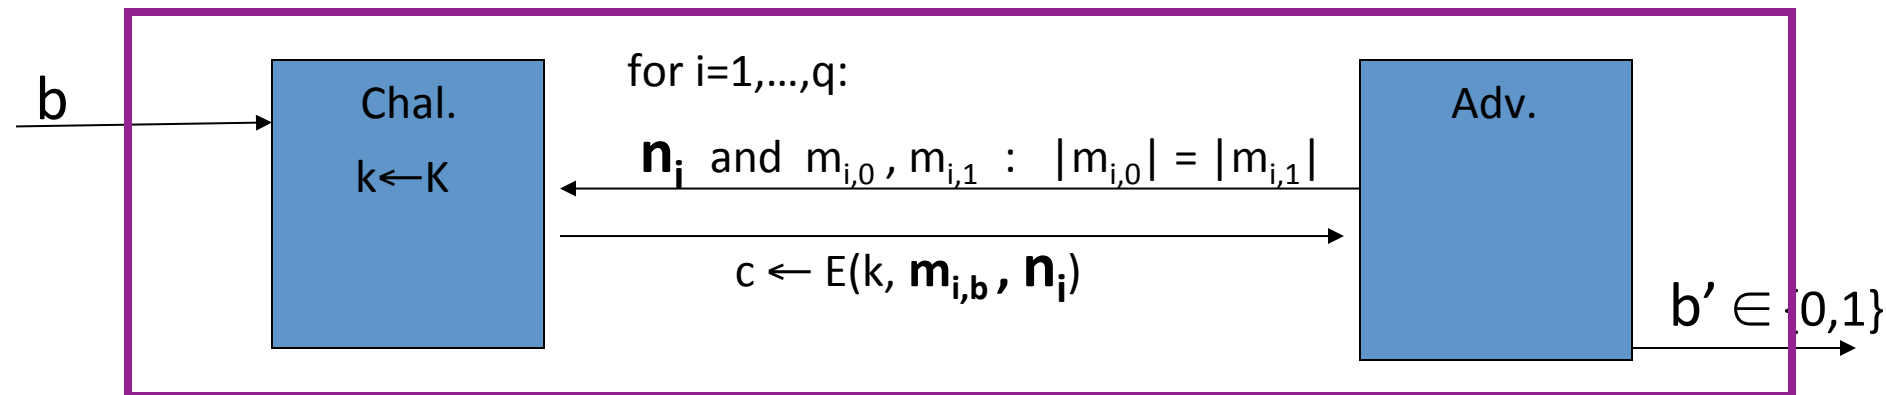 for i=1,…,q:
b
Chal.
Adv.
k⟵K
nᵢ and mᵢ,₀ , mᵢ,₁ : |mᵢ,₀| = |mᵢ,₁|
c ⟵ E(k, mᵢ,b , nᵢ)
b’ ∈ {0,1}